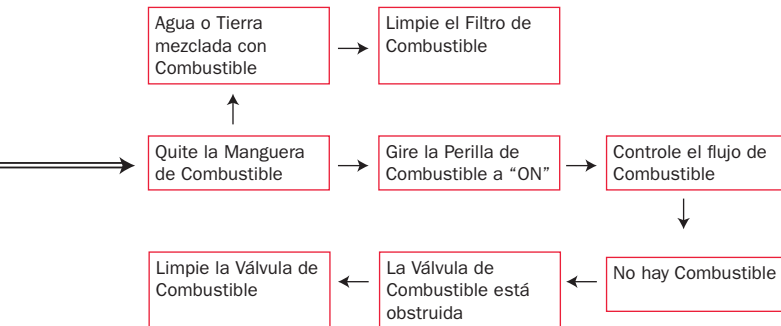 Agua o Tierra
mezclada con
Combustible
Limpie el Filtro de
Combustible
Quite la Manguera
de Combustible
Gire la Perilla de
Combustible a “ON”
Controle el flujo de
Combustible
No hay Combustible
La Válvula de
Combustible está
obstruida
Limpie la Válvula de
Combustible